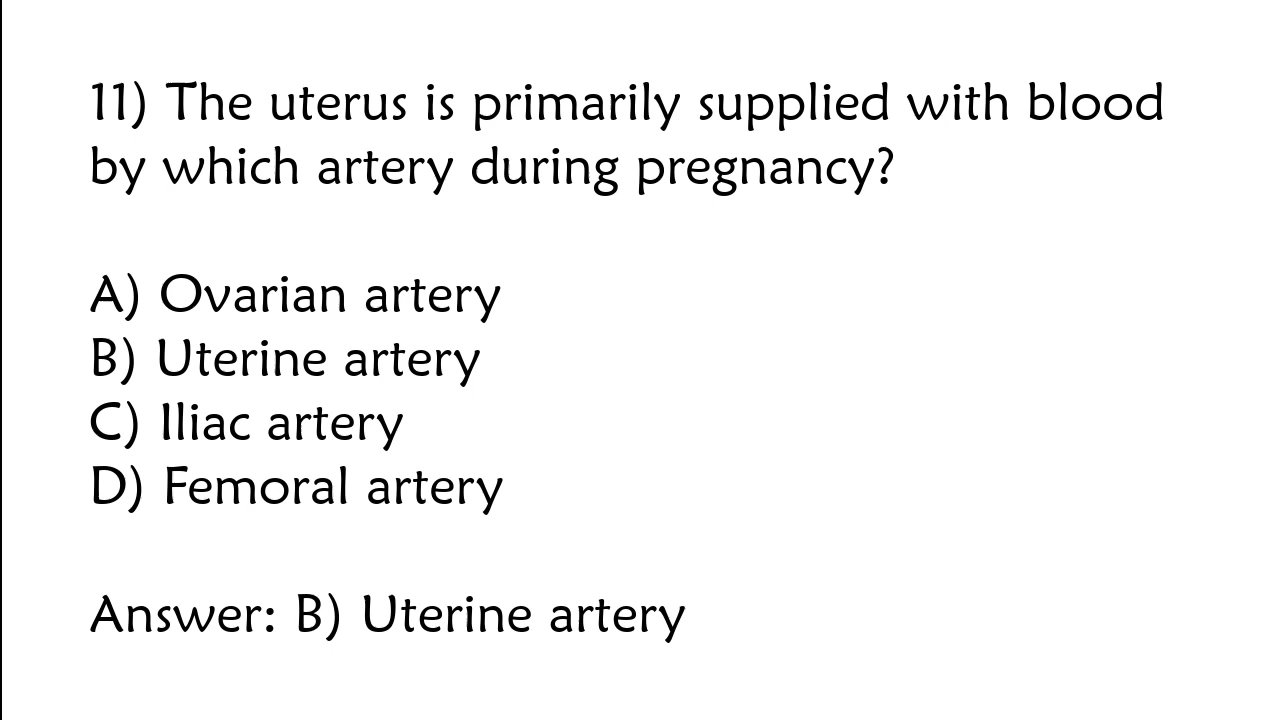 11) The uterus is primarily supplied with blood
by which artery during pregnancy?
A) Ovarian artery
B) Uterine artery
C) Iliac artery
D) Femoral artery
Answer: B) Uterine artery